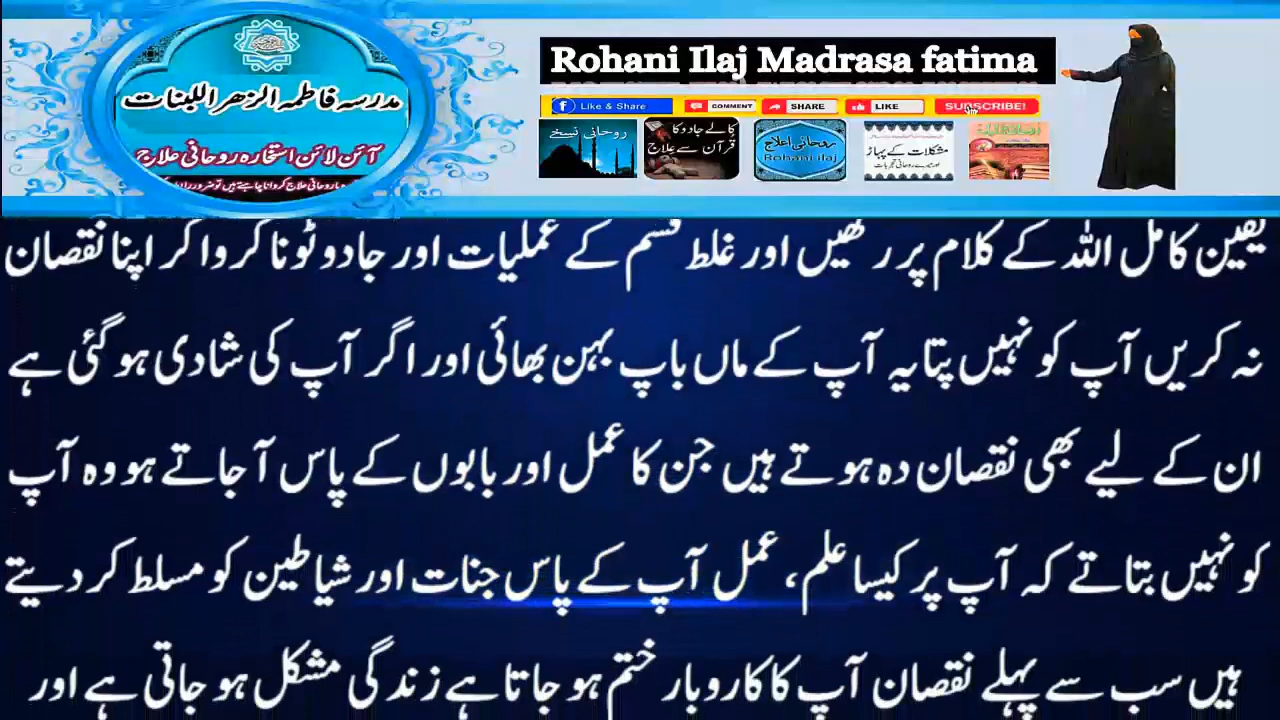 مدرسہ فاطمہ الزھرا للبنات
آئن لائن استخارہ روحانی علاج
Rohani Ilaj Madrasa fatima
Like & Share
COMMENT
SHARE
LIKE
SUBSCRIBE!
روحانی نسخ
کالے جادو کا
قرآن سے علاج
روحانی اعلاج
Rohani ilaj
مشکلات کے پہاڑ
یقین کامل اللہ کے کلام پر رکھیں اور غلط قسم کے عملیات اور جادو ٹونا کروا کر اپنا نقصان
نہ کریں آپ کو نہیں پتا یہ آپ کے ماں باپ بہن بھائی اور اگر آپ کی شادی ہو گئی ہے
ان کے لیے بھی نقصان دہ ہوتے ہیں جن کا عمل اور بابوں کے پاس آ جاتے ہو وہ آپ
کو نہیں بتاتے کہ آپ پر کیسا علم، عمل آپ کے پاس جنات اور شیاطین کو مسلط کر دیتے
ہیں سب سے پہلے نقصان آپ کا کاروبار ختم ہو جاتا ہے زندگی مشکل ہو جاتی ہے اور